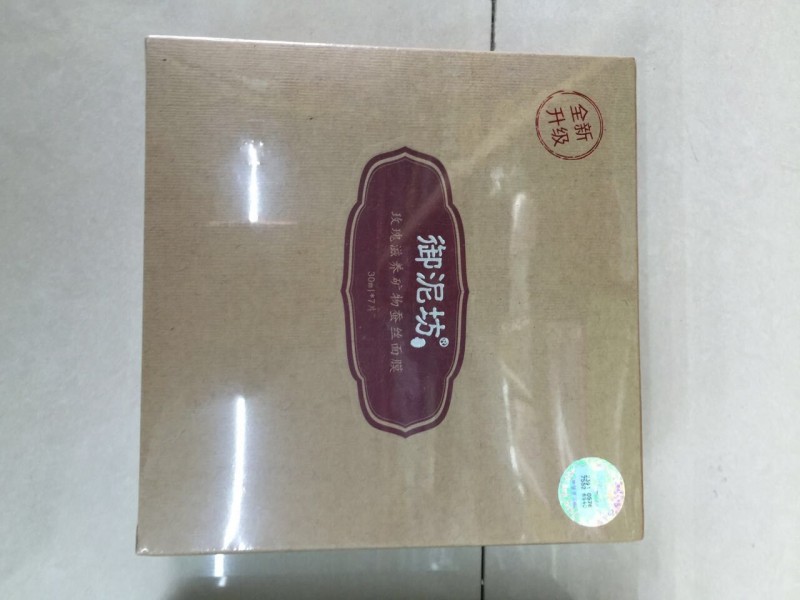 全新
升级
御泥坊
玫瑰滋养矿物蚕丝面膜
30ml*7片